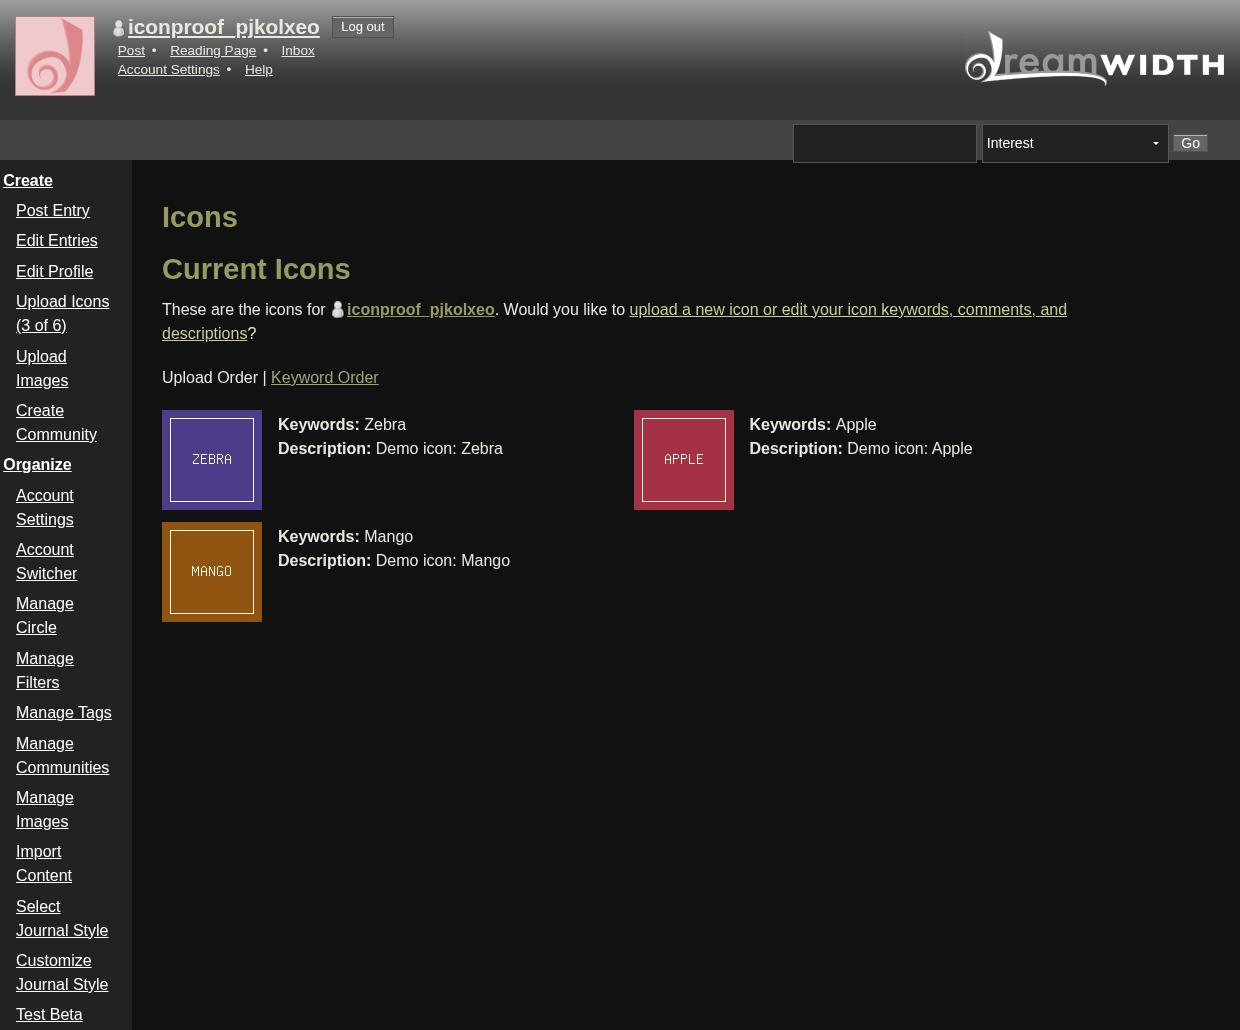 iconproof_pjkolxeo Log out
Post • Reading Page • Inbox
Account Settings • Help
dreamWIDTH
Interest Go
Create
Post Entry
Edit Entries
Edit Profile
Upload Icons
(3 of 6)
Upload
Images
Create
Community
Organize
Account
Settings
Account
Switcher
Manage
Circle
Manage
Filters
Manage Tags
Manage
Communities
Manage
Images
Import
Content
Select
Journal Style
Customize
Journal Style
Test Beta
Icons
Current Icons
These are the icons for iconproof_pjkolxeo. Would you like to upload a new icon or edit your icon keywords, comments, and
descriptions?
Upload Order | Keyword Order
ZEBRA
Keywords: Zebra
Description: Demo icon: Zebra
APPLE
Keywords: Apple
Description: Demo icon: Apple
MANGO
Keywords: Mango
Description: Demo icon: Mango